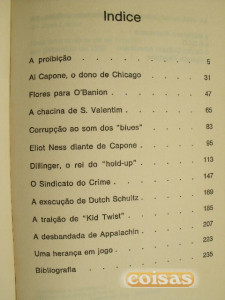 Indice
A proibição . . . . . . . 5
Al Capone, o dono de Chicago . . . 31
Flores para O'Banion . . . . . 47
A chacina de S. Valentim . . . . 65
Corrupção ao som dos "blues" . . . 83
Eliot Ness diante de Capone . . . 95
Dillinger, o rei do "hold-up" . . . 113
O Sindicato do Crime . . . . . 147
A execução de Dutch Schultz . . . 169
A traição de "Kid Twist" . . . . 185
A desbandada de Appalachin . . . 207
Uma herança em jogo . . . . . 223
Bibliografia . . . . . . . 235
coisas